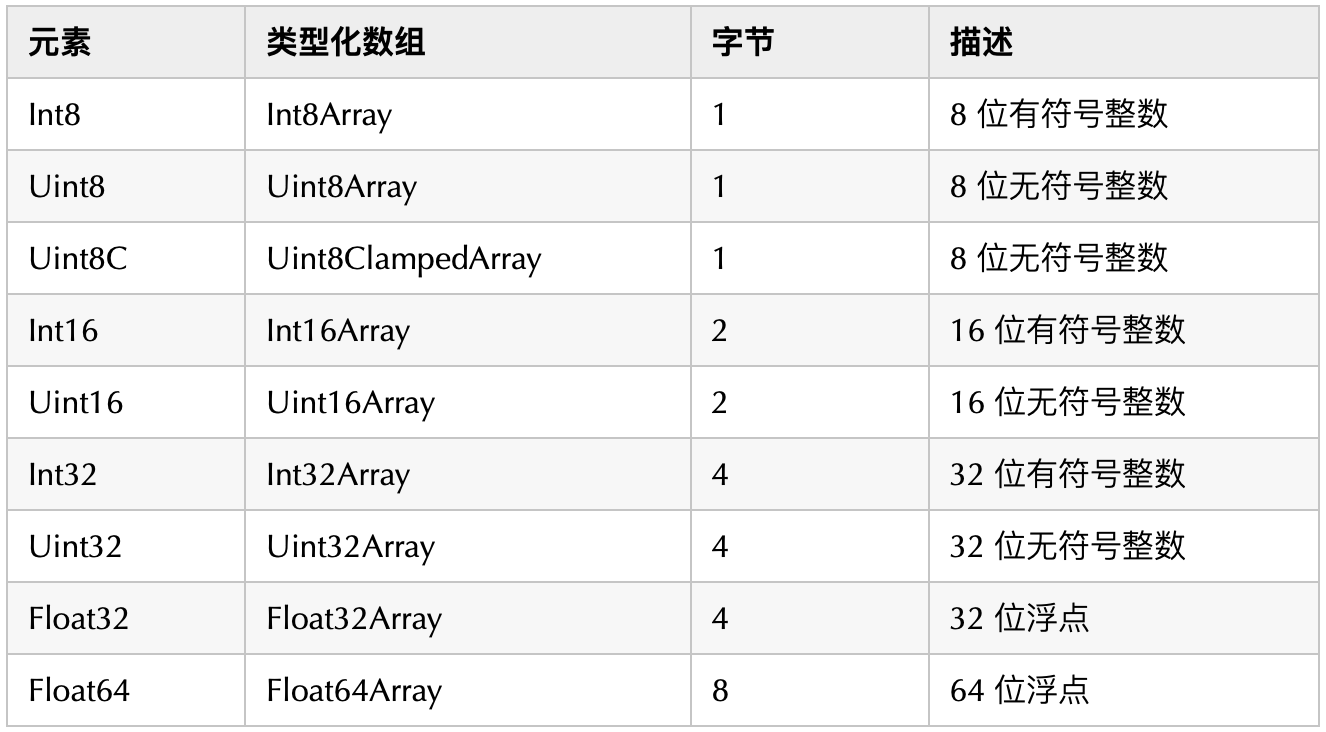 元素 类型化数组 字节 描述
Int8 Int8Array 1 8 位有符号整数
Uint8 Uint8Array 1 8 位无符号整数
Uint8C Uint8ClampedArray 1 8 位无符号整数
Int16 Int16Array 2 16 位有符号整数
Uint16 Uint16Array 2 16 位无符号整数
Int32 Int32Array 4 32 位有符号整数
Uint32 Uint32Array 4 32 位无符号整数
Float32 Float32Array 4 32 位浮点
Float64 Float64Array 8 64 位浮点